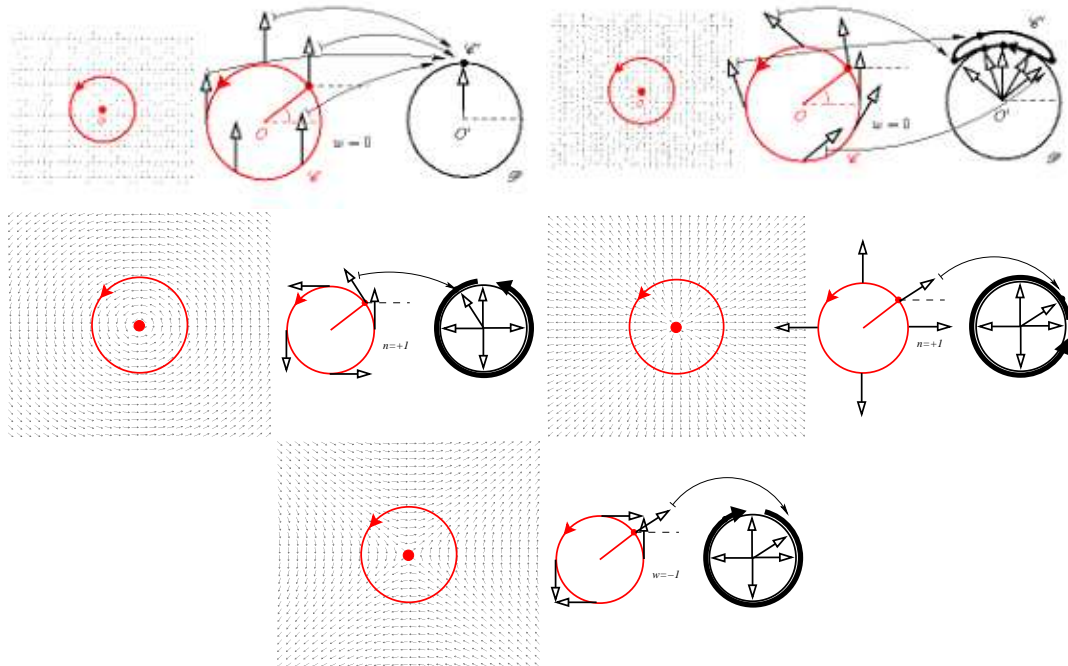 𝒞'
O
O'
w = 0
𝒞
𝒫
𝒞'
O
O'
w = 0
𝒞
𝒫
n=+1
n=+1
w=−1